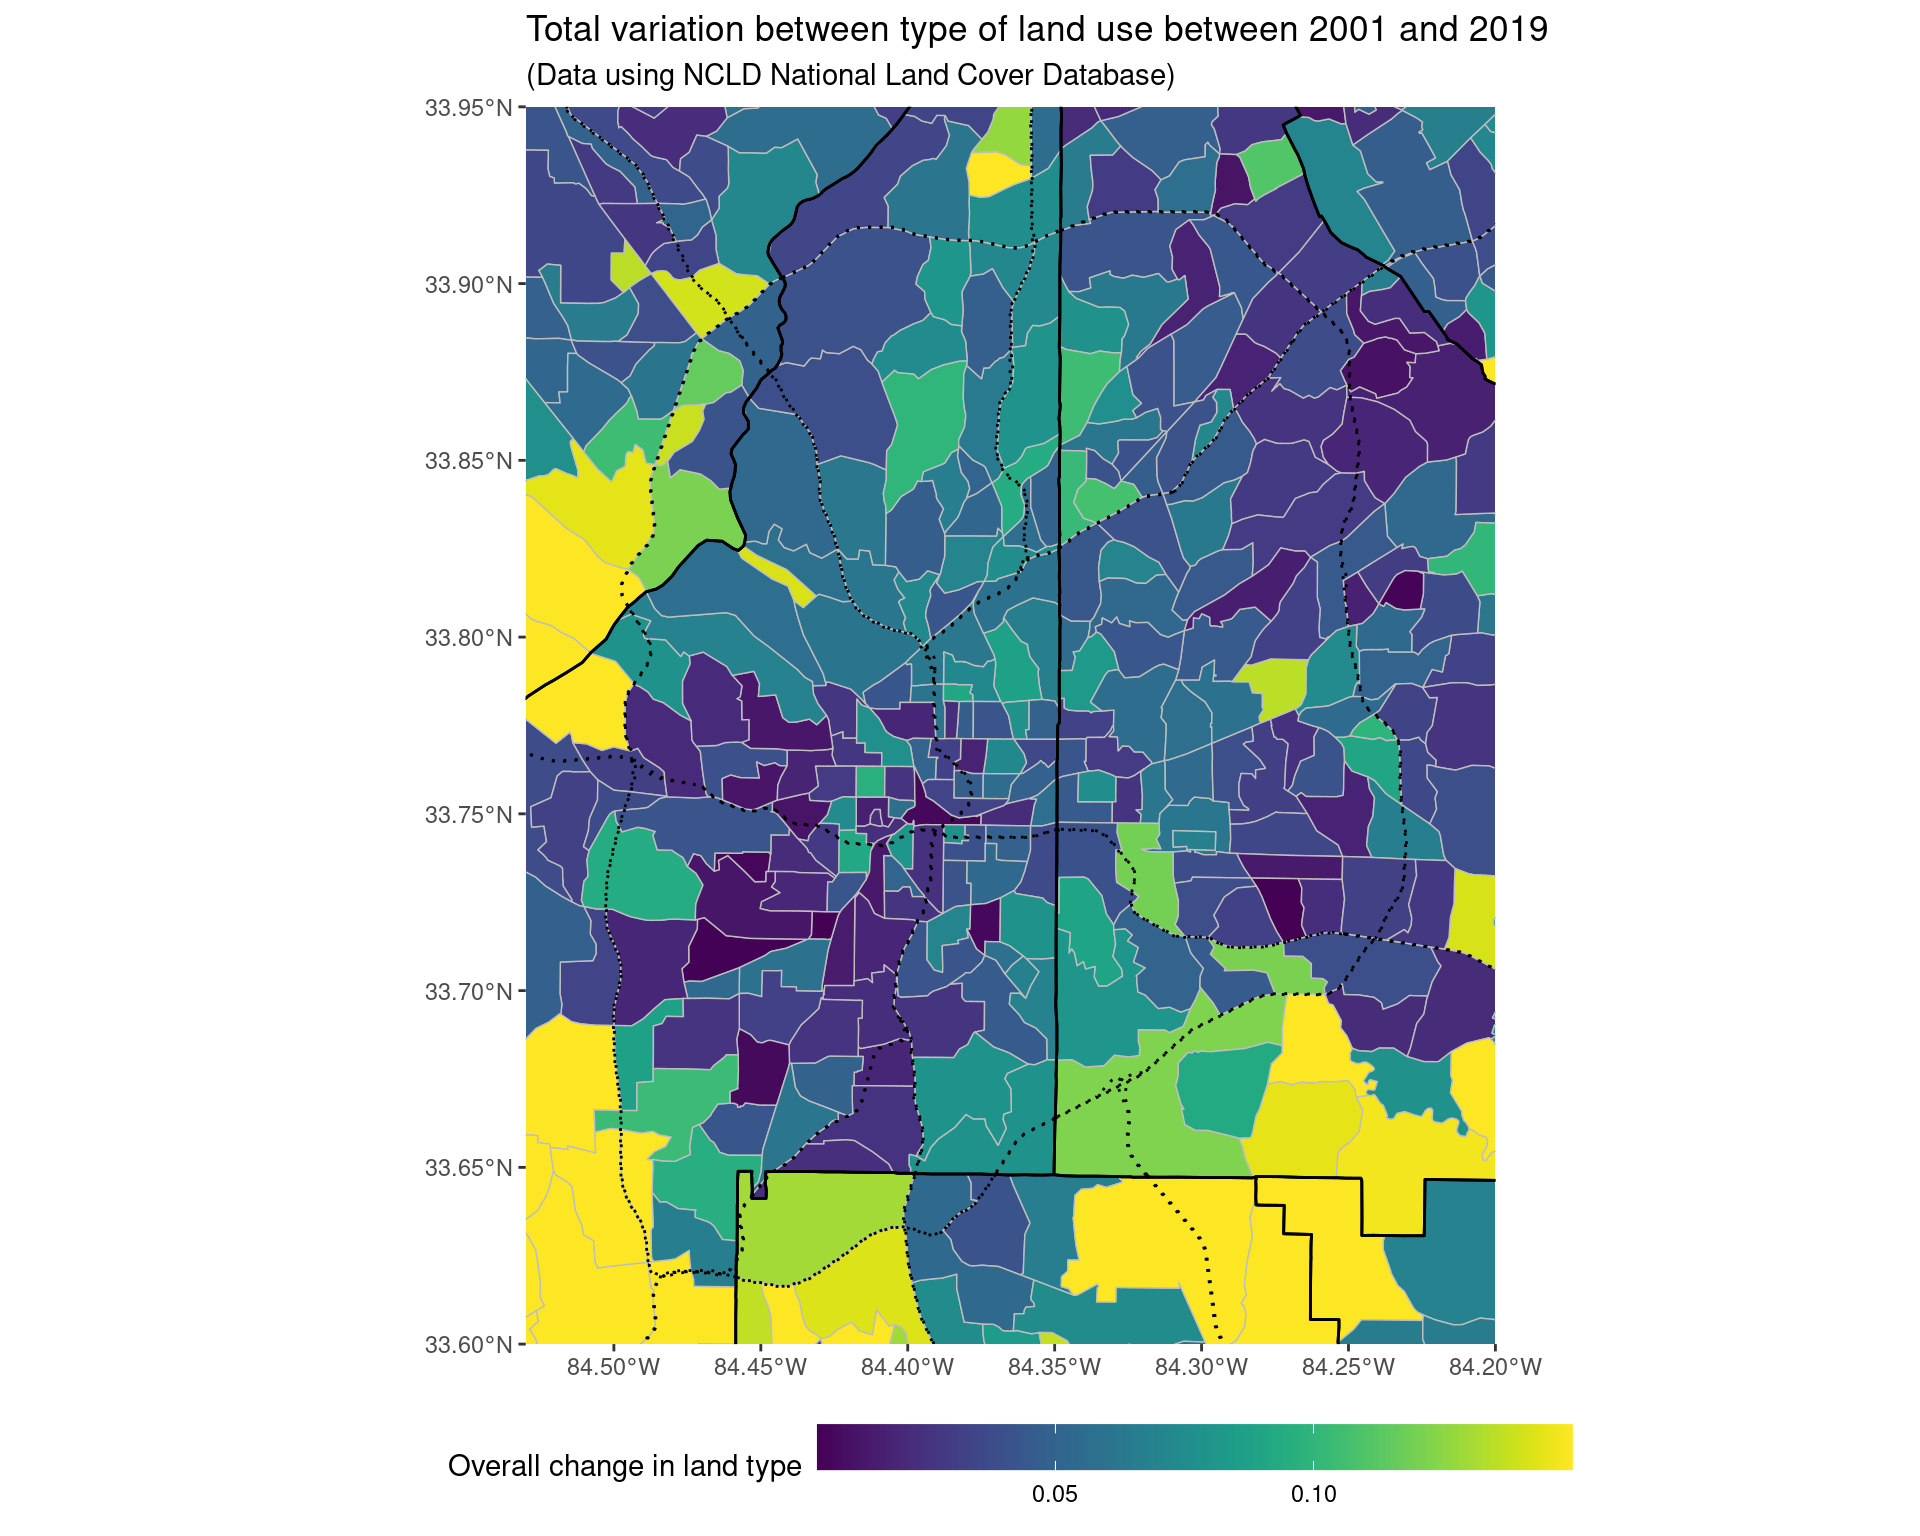 Total variation between type of land use between 2001 and 2019
(Data using NCLD National Land Cover Database)
33.95°N
33.90°N
33.85°N
33.80°N
33.75°N
33.70°N
33.65°N
33.60°N
84.50°W 84.45°W 84.40°W 84.35°W 84.30°W 84.25°W 84.20°W
Overall change in land type
0.05 0.10